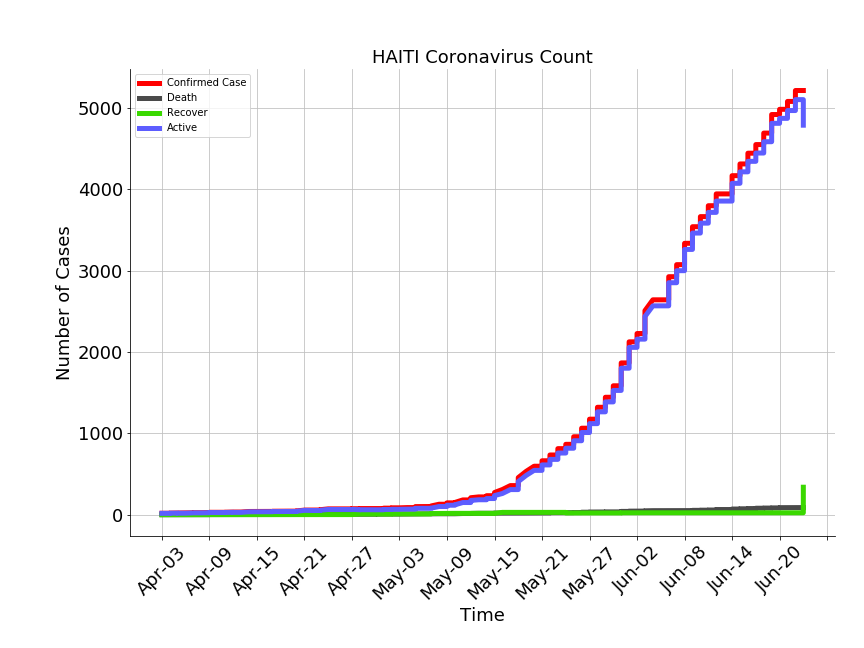 HAITI Coronavirus Count
Confirmed Case
Death
Recover
Active
5000
4000
3000
2000
1000
0
Number of Cases
Apr-03
Apr-09
Apr-15
Apr-21
Apr-27
May-03
May-09
May-15
May-21
May-27
Jun-02
Jun-08
Jun-14
Jun-20
Time